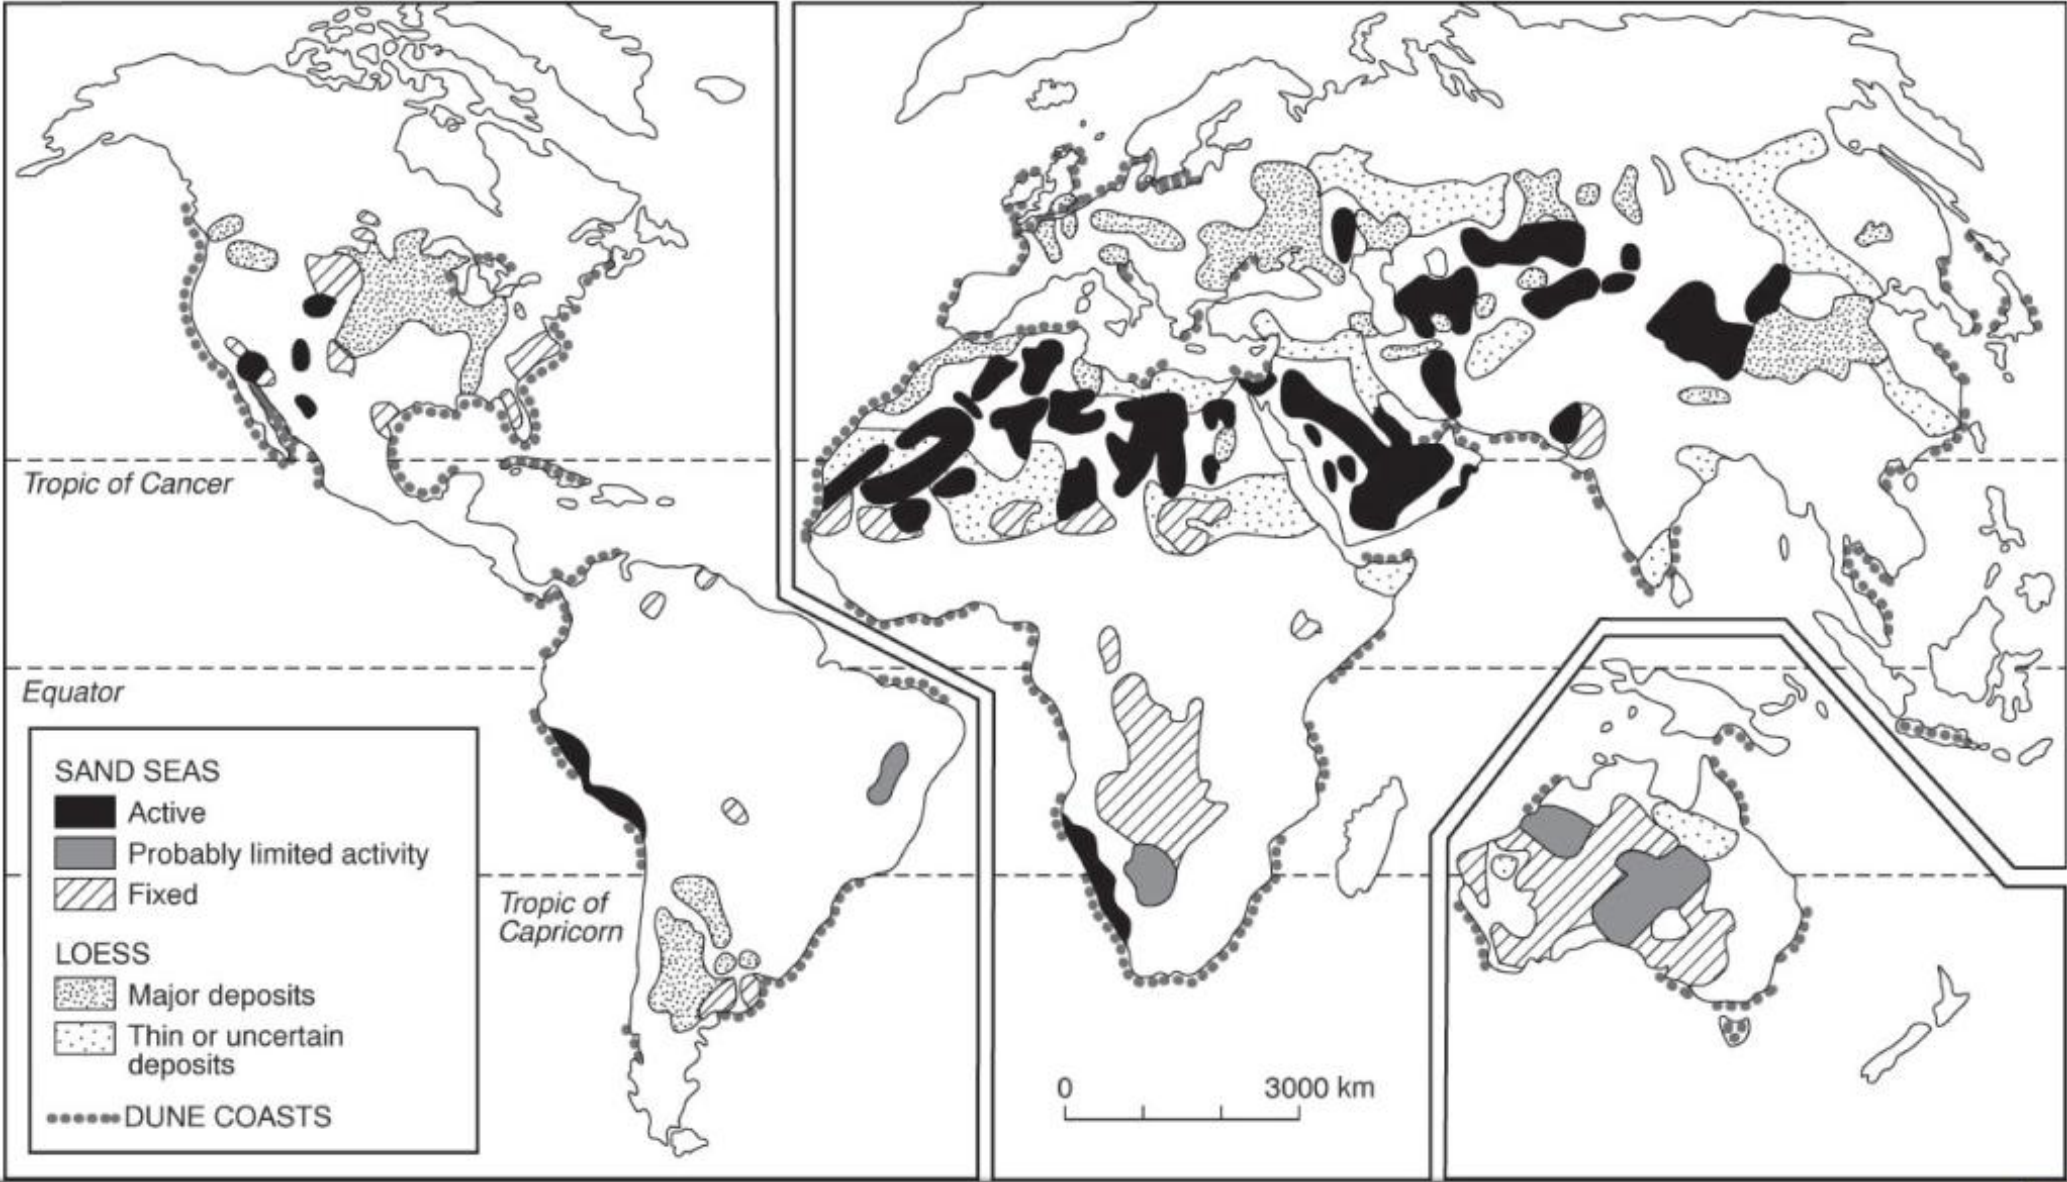 Tropic of Cancer
Equator
SAND SEAS
Active
Probably limited activity
Fixed
LOESS
Major deposits
Thin or uncertain
deposits
DUNE COASTS
Tropic of
Capricorn
0 3000 km